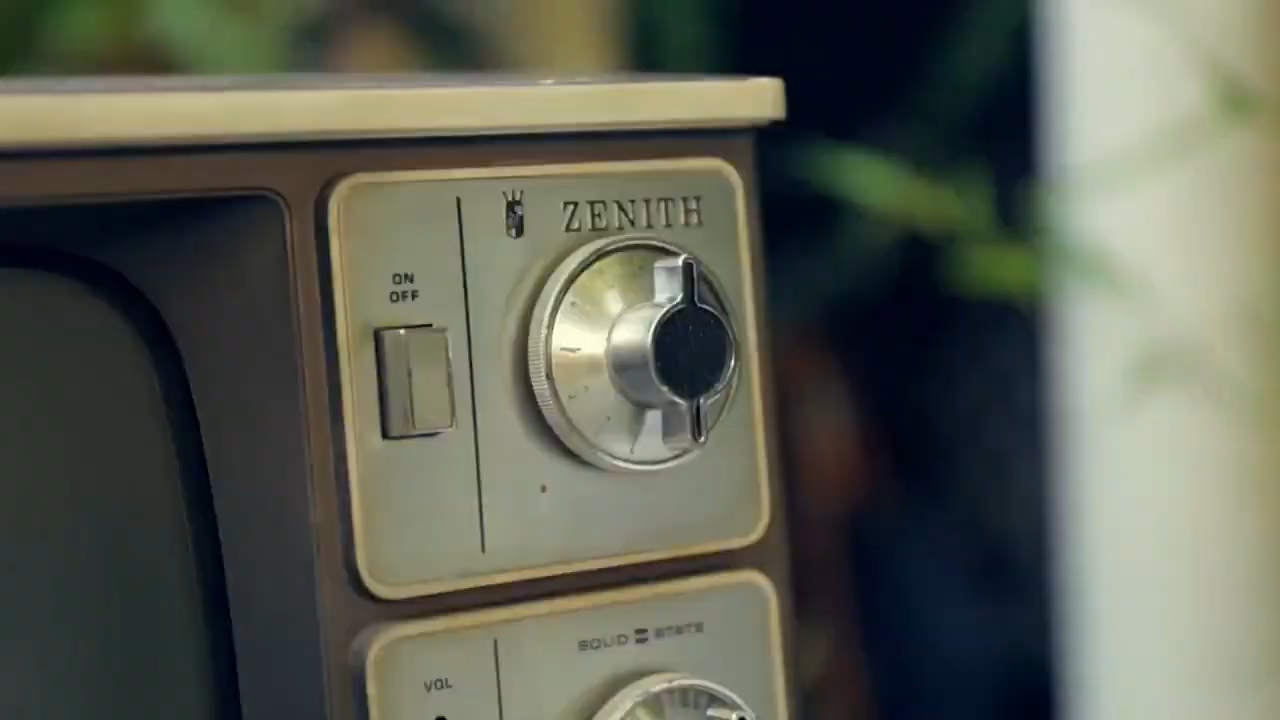 ZENITH
ON
OFF
SOLID STATE
VOL